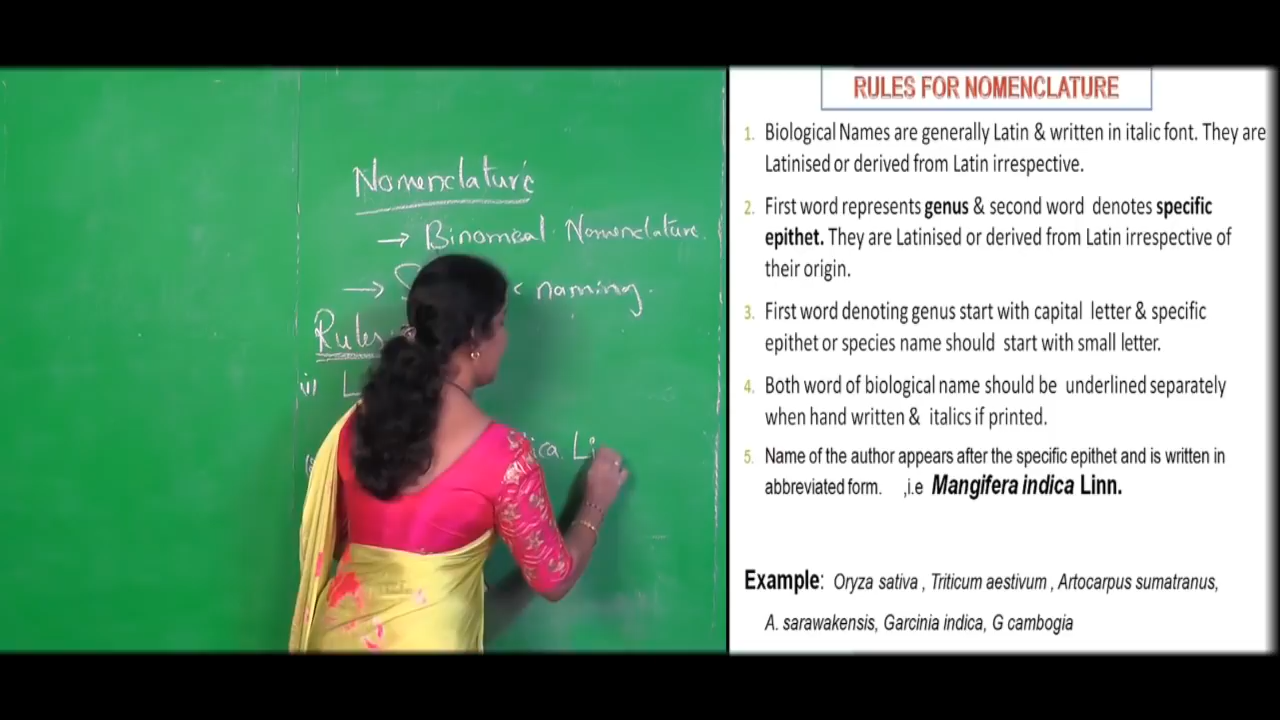 Nomenclature
→ Binomical Nomenclature.
→ naming.
Rules
ica. Li
RULES FOR NOMENCLATURE
1. Biological Names are generally Latin & written in italic font. They are
Latinised or derived from Latin irrespective.
2. First word represents genus & second word denotes specific
epithet. They are Latinised or derived from Latin irrespective of
their origin.
3. First word denoting genus start with capital letter & specific
epithet or species name should start with small letter.
4. Both word of biological name should be underlined separately
when hand written & italics if printed.
5. Name of the author appears after the specific epithet and is written in
abbreviated form. ,i.e Mangifera indica Linn.
Example: Oryza sativa , Triticum aestivum , Artocarpus sumatranus,
A. sarawakensis, Garcinia indica, G cambogia